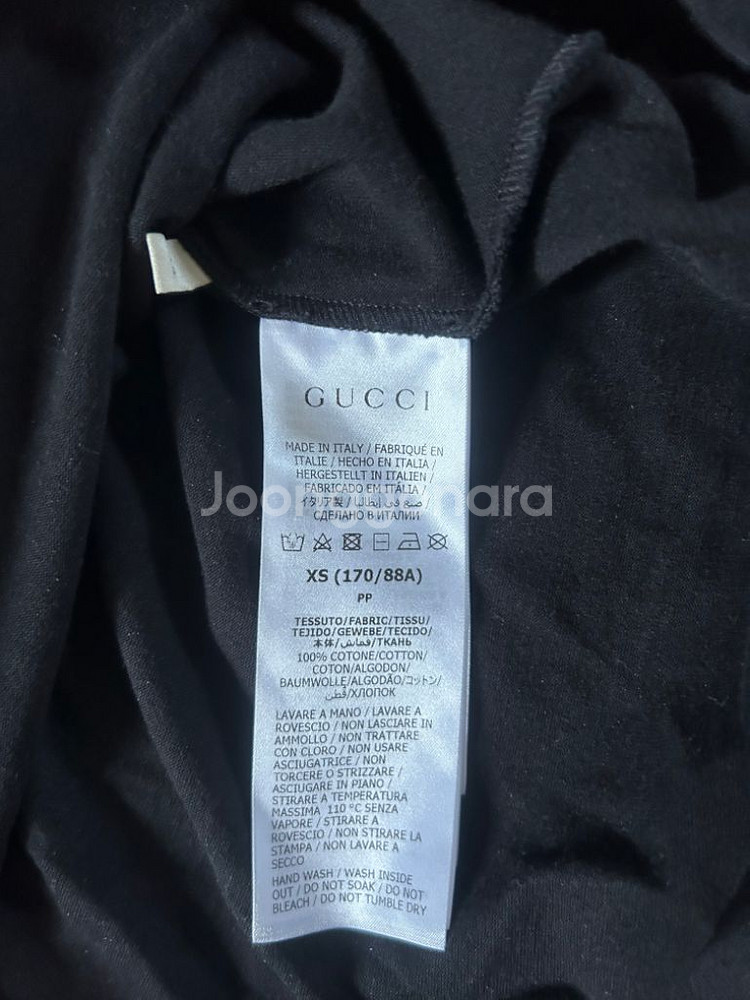 GUCCI
MADE IN ITALY / FABRIQUÉ EN
ITALIE / HECHO EN ITALIA /
HERGESTELLT IN ITALIEN /
FABRICADO EM ITÁLIA /
イタリア製 / صنع في إيطاليا /
СДЕЛАНО В ИТАЛИИ
Joongna
XS (170/88A)
PP
TESSUTO/FABRIC/TISSU/
TEJIDO/GEWEBE/TECIDO/
本体/قماش/ТКАНЬ
100% COTONE/COTTON/
COTON/ALGODON/
BAUMWOLLE/ALGODÃO/コットン/
قطن/ХЛОПОК
LAVARE A MANO / LAVARE A
ROVESCIO / NON LASCIARE IN
AMMOLLO / NON TRATTARE
CON CLORO / NON USARE
ASCIUGATRICE / NON
TORCERE O STRIZZARE /
ASCIUGARE IN PIANO /
STIRARE A TEMPERATURA
MASSIMA 110 °C SENZA
VAPORE / STIRARE A
ROVESCIO / NON STIRARE LA
STAMPA / NON LAVARE A
SECCO
HAND WASH / WASH INSIDE
OUT / DO NOT SOAK / DO NOT
BLEACH / DO NOT TUMBLE DRY